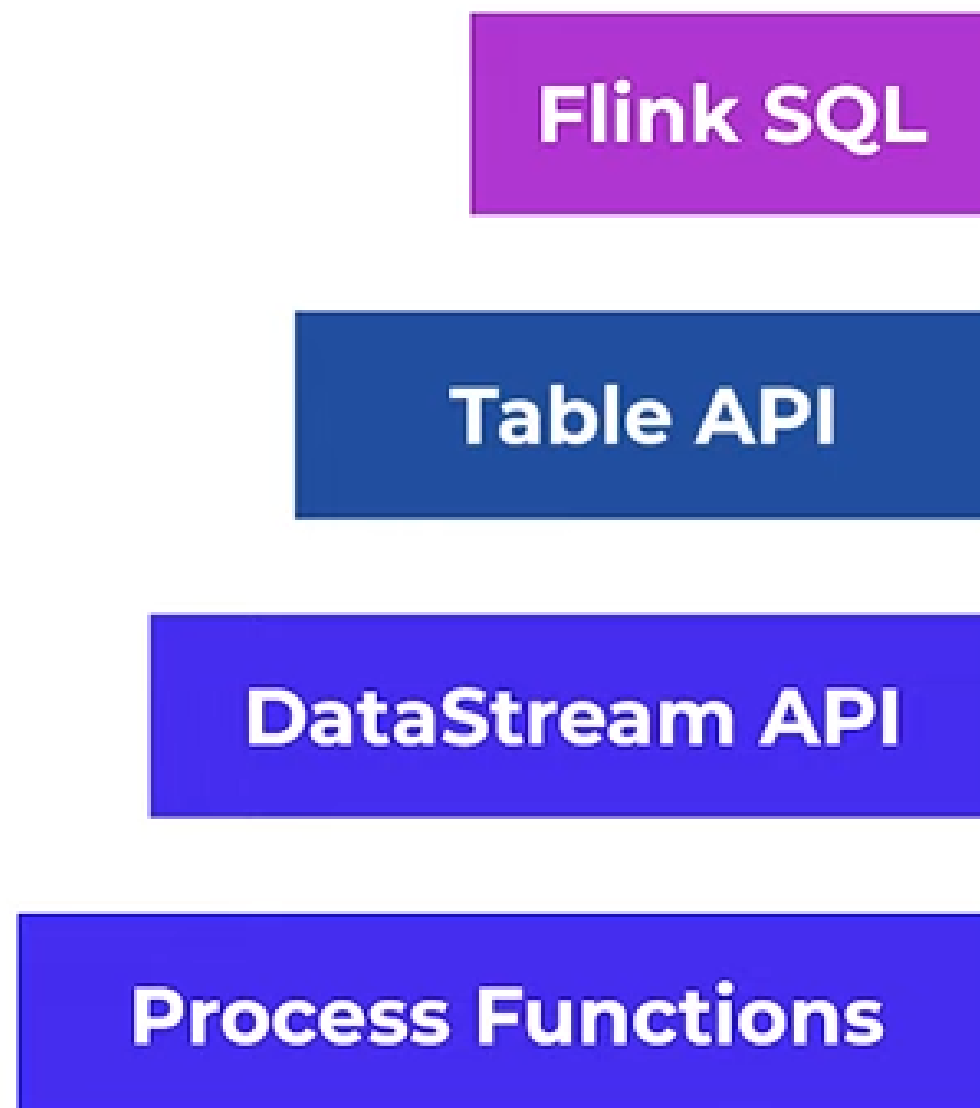 Flink SQL
Table API
DataStream API
Process Functions